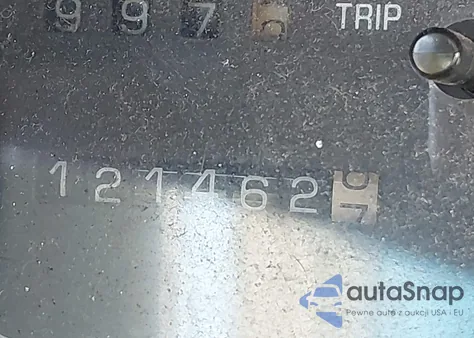 997 TRIP
121462
autaSnap
Pewne auta z aukcji USA i EU